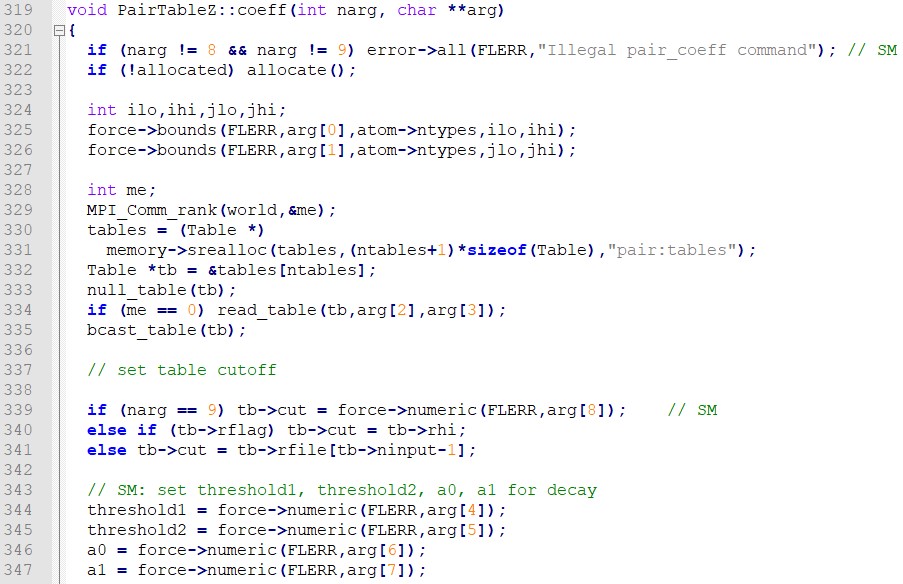 319 void PairTableZ::coeff(int narg, char **arg)
320 {
321 if (narg != 8 && narg != 9) error->all(FLERR,"Illegal pair_coeff command"); // SM
322 if (!allocated) allocate();
323
324 int ilo,ihi,jlo,jhi;
325 force->bounds(FLERR,arg[0],atom->ntypes,ilo,ihi);
326 force->bounds(FLERR,arg[1],atom->ntypes,jlo,jhi);
327
328 int me;
329 MPI_Comm_rank(world,&me);
330 tables = (Table *)
331 memory->srealloc(tables,(ntables+1)*sizeof(Table),"pair:tables");
332 Table *tb = &tables[ntables];
333 null_table(tb);
334 if (me == 0) read_table(tb,arg[2],arg[3]);
335 bcast_table(tb);
336
337 // set table cutoff
338
339 if (narg == 9) tb->cut = force->numeric(FLERR,arg[8]); // SM
340 else if (tb->rflag) tb->cut = tb->rhi;
341 else tb->cut = tb->rfile[tb->ninput-1];
342
343 // SM: set threshold1, threshold2, a0, a1 for decay
344 threshold1 = force->numeric(FLERR,arg[4]);
345 threshold2 = force->numeric(FLERR,arg[5]);
346 a0 = force->numeric(FLERR,arg[6]);
347 a1 = force->numeric(FLERR,arg[7]);